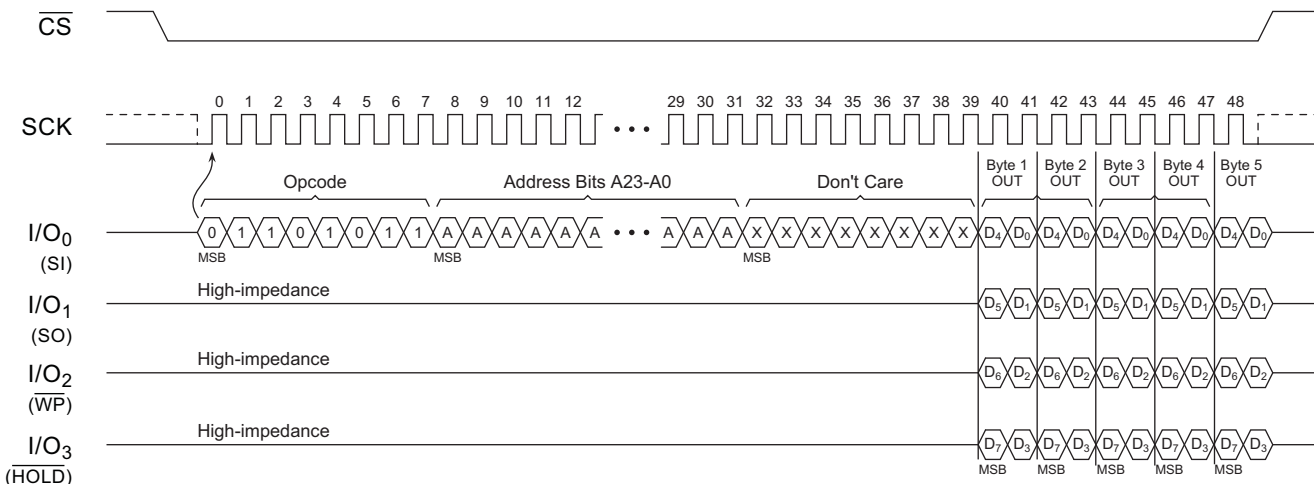 CS
SCK
0 1 2 3 4 5 6 7 8 9 10 11 12 • • • 29 30 31 32 33 34 35 36 37 38 39 40 41 42 43 44 45 46 47 48
Opcode Address Bits A23-A0 Don't Care Byte 1 OUT Byte 2 OUT Byte 3 OUT Byte 4 OUT Byte 5 OUT
I/O0 0 1 1 0 1 0 1 1 A A A A A A • • • A A A X X X X X X X X D4 D0 D4 D0 D4 D0 D4 D0 D4 D0
(SI) MSB MSB MSB
I/O1 High-impedance D5 D1 D5 D1 D5 D1 D5 D1 D5 D1
(SO)
I/O2 High-impedance D6 D2 D6 D2 D6 D2 D6 D2 D6 D2
(WP)
I/O3 High-impedance D7 D3 D7 D3 D7 D3 D7 D3 D7 D3
(HOLD) MSB MSB MSB MSB MSB